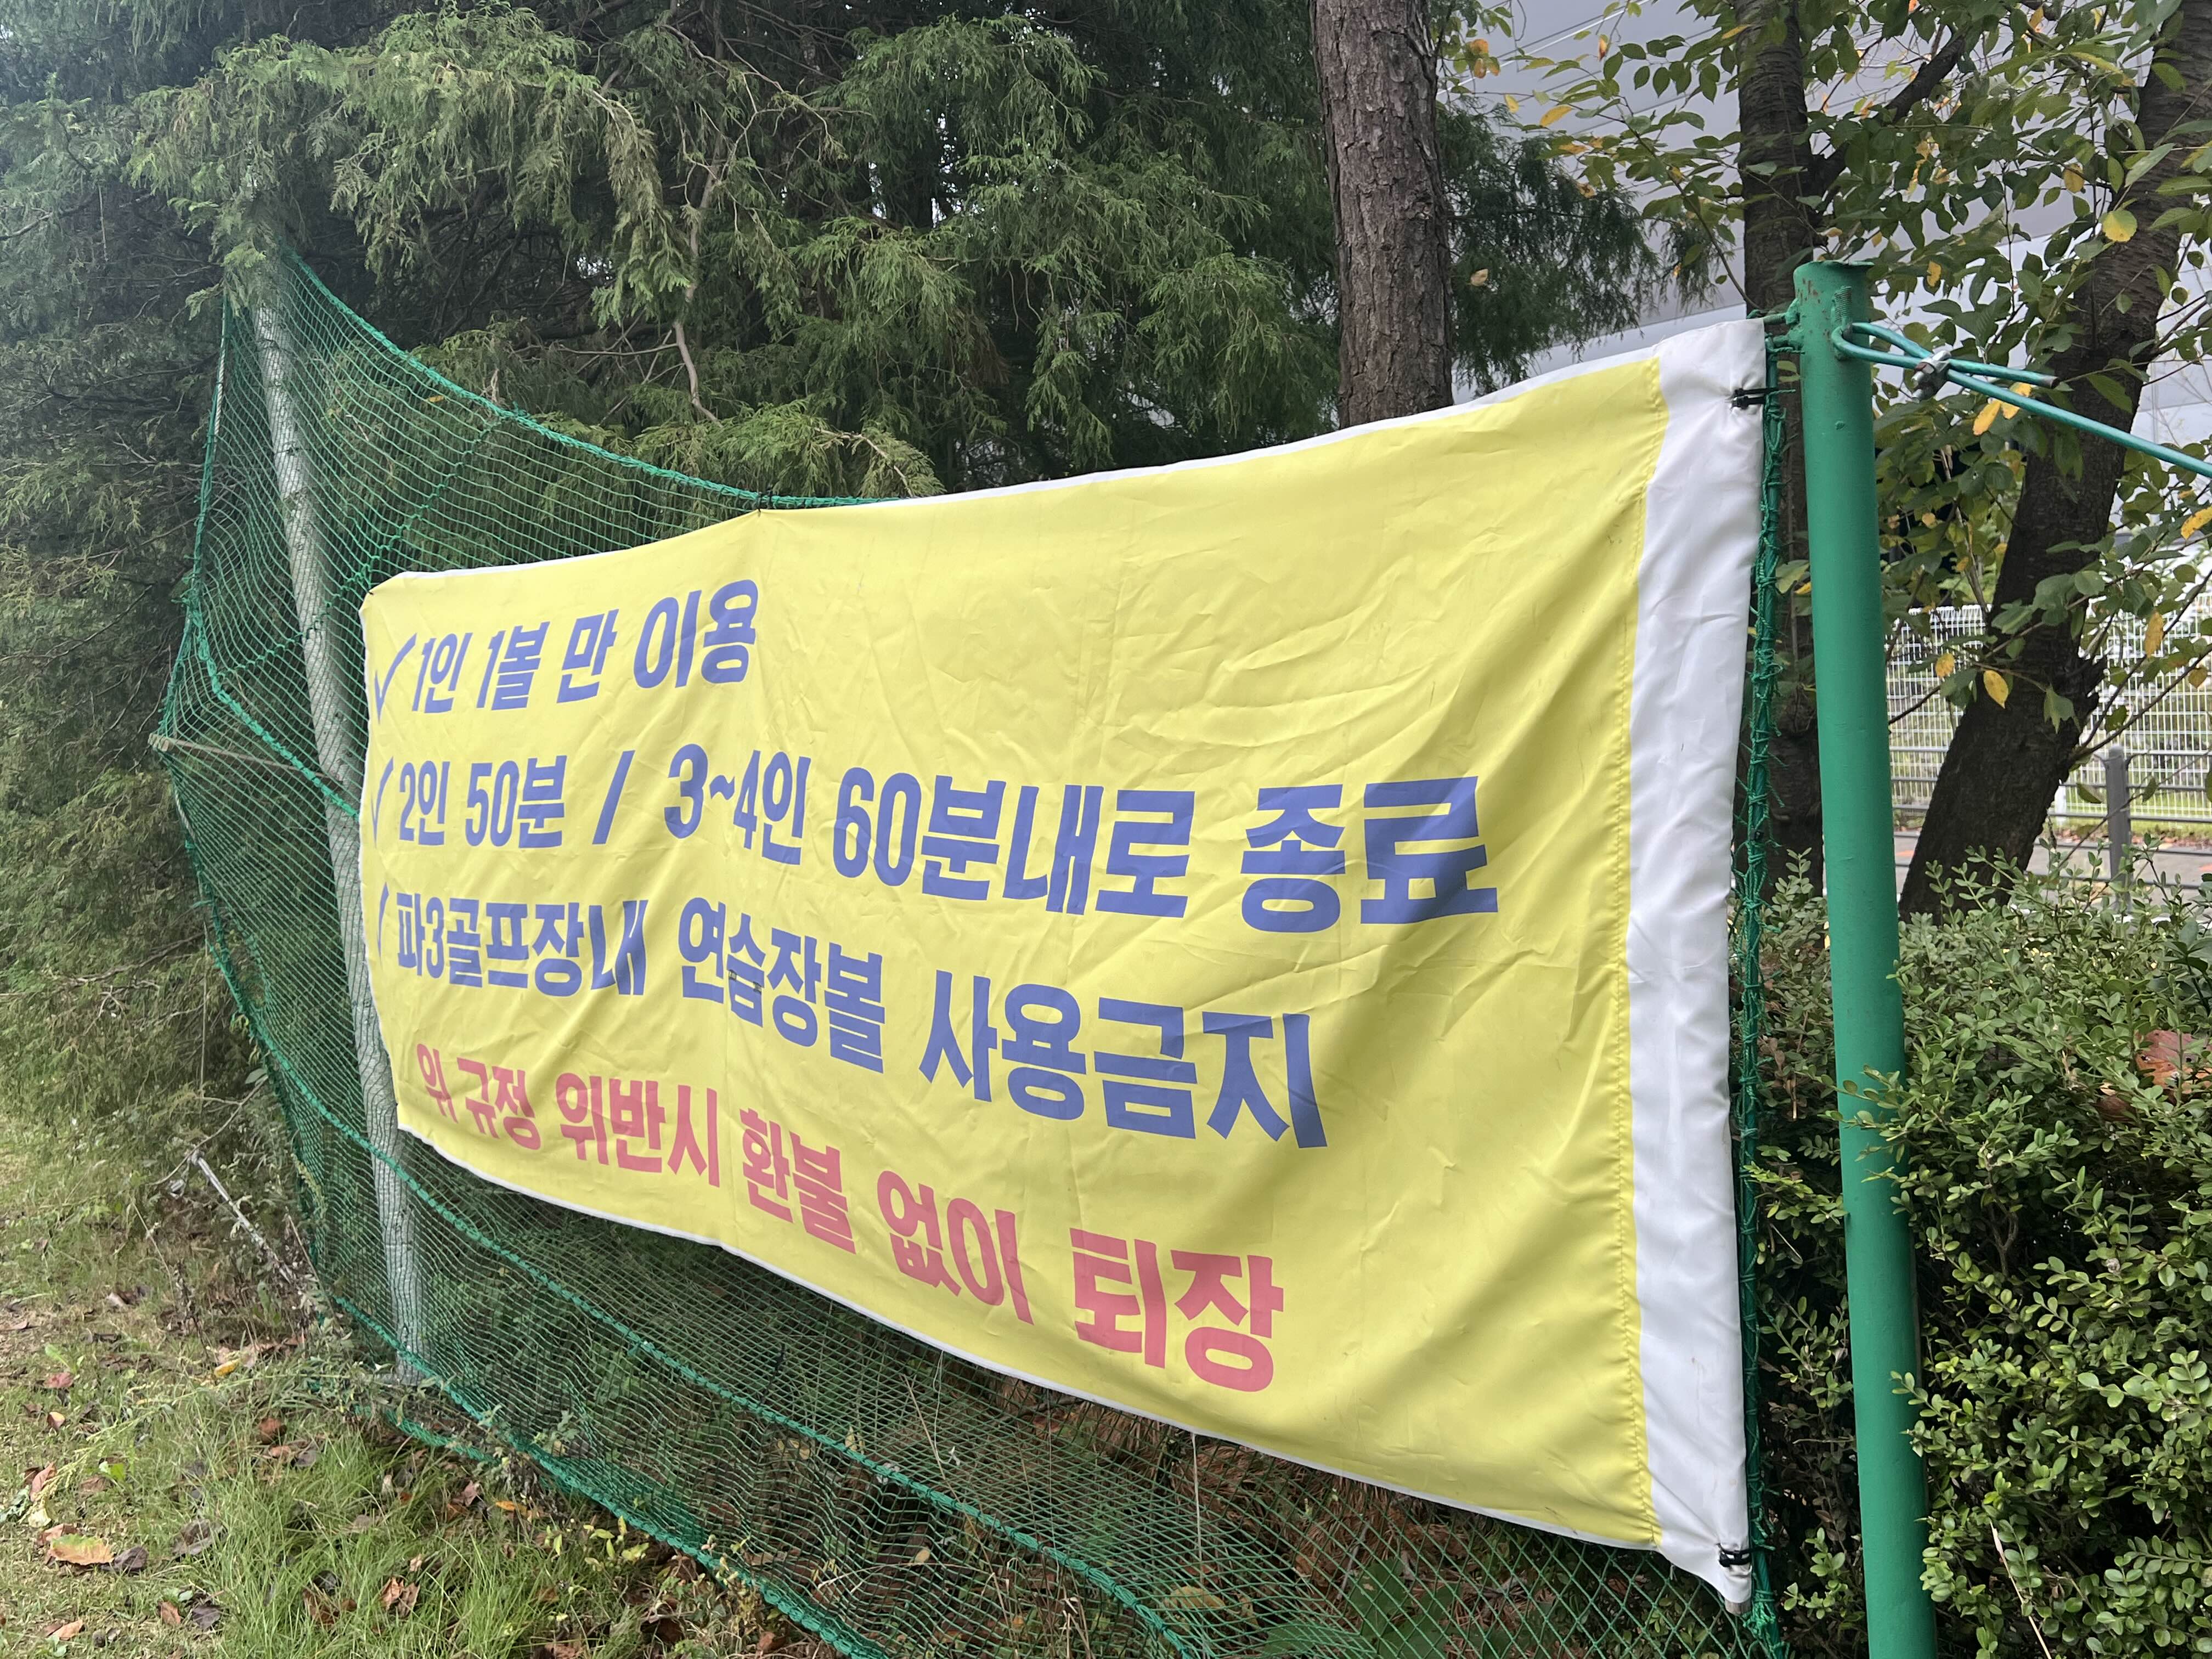 ✓ 1인 1볼 만 이용
✓ 2인 50분 / 3~4인 60분내로 종료
✓ 파3골프장내 연습장볼 사용금지
위 규정 위반시 환불 없이 퇴장